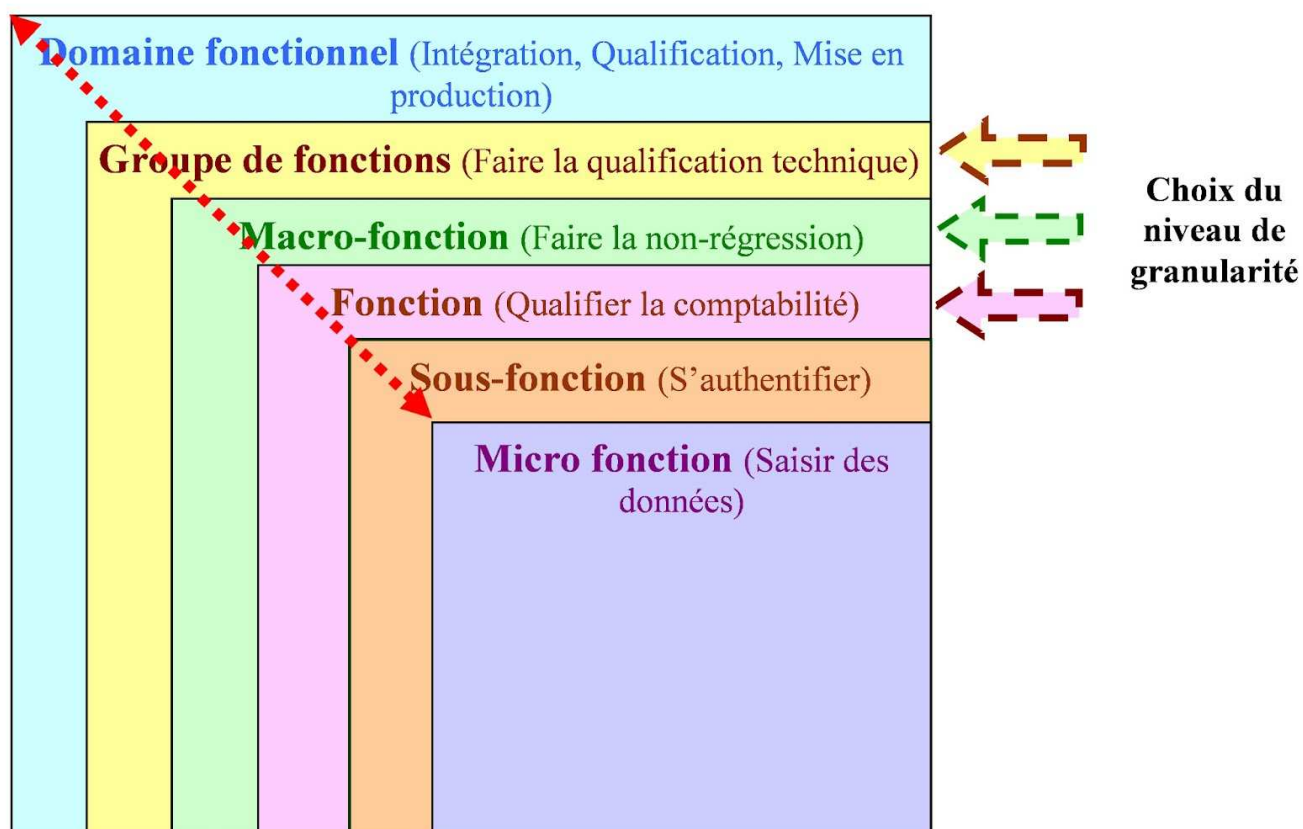 Domaine fonctionnel (Intégration, Qualification, Mise en
production)
Groupe de fonctions (Faire la qualification technique)
Macro-fonction (Faire la non-régression)
Fonction (Qualifier la comptabilité)
Sous-fonction (S’authentifier)
Micro fonction (Saisir des
données)
Choix du
niveau de
granularité